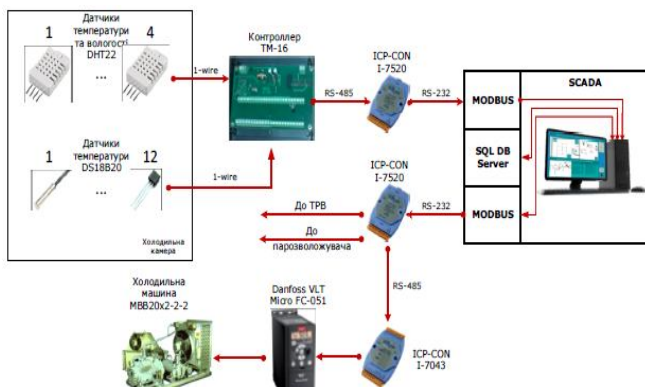 Датчики
температури
та вологості
DHT22
1
4
...
1-wire
Датчики
температури
DS18B20
1
12
...
1-wire
Холодильна
камера
Контроллер
TM-16
RS-485
ICP-CON
I-7520
RS-232
SCADA
MODBUS
SQL DB
Server
MODBUS
ICP-CON
I-7520
RS-232
До ТРВ
До
парозволожувача
RS-485
Холодильна
машина
МВВ20x2-2-2
Danfoss VLT
Micro FC-051
ICP-CON
I-7043